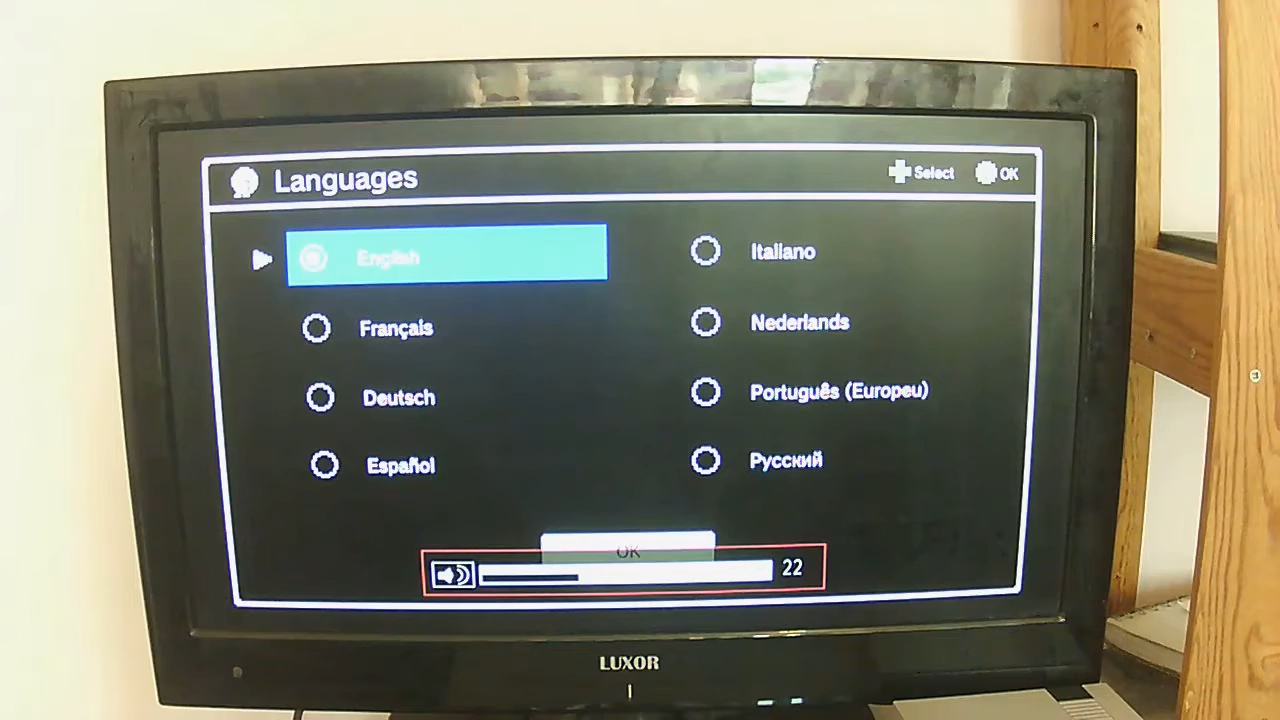 Languages
Select OK
English
Italiano
Français
Nederlands
Deutsch
Português (Europeu)
Español
Русский
OK
22
LUXOR